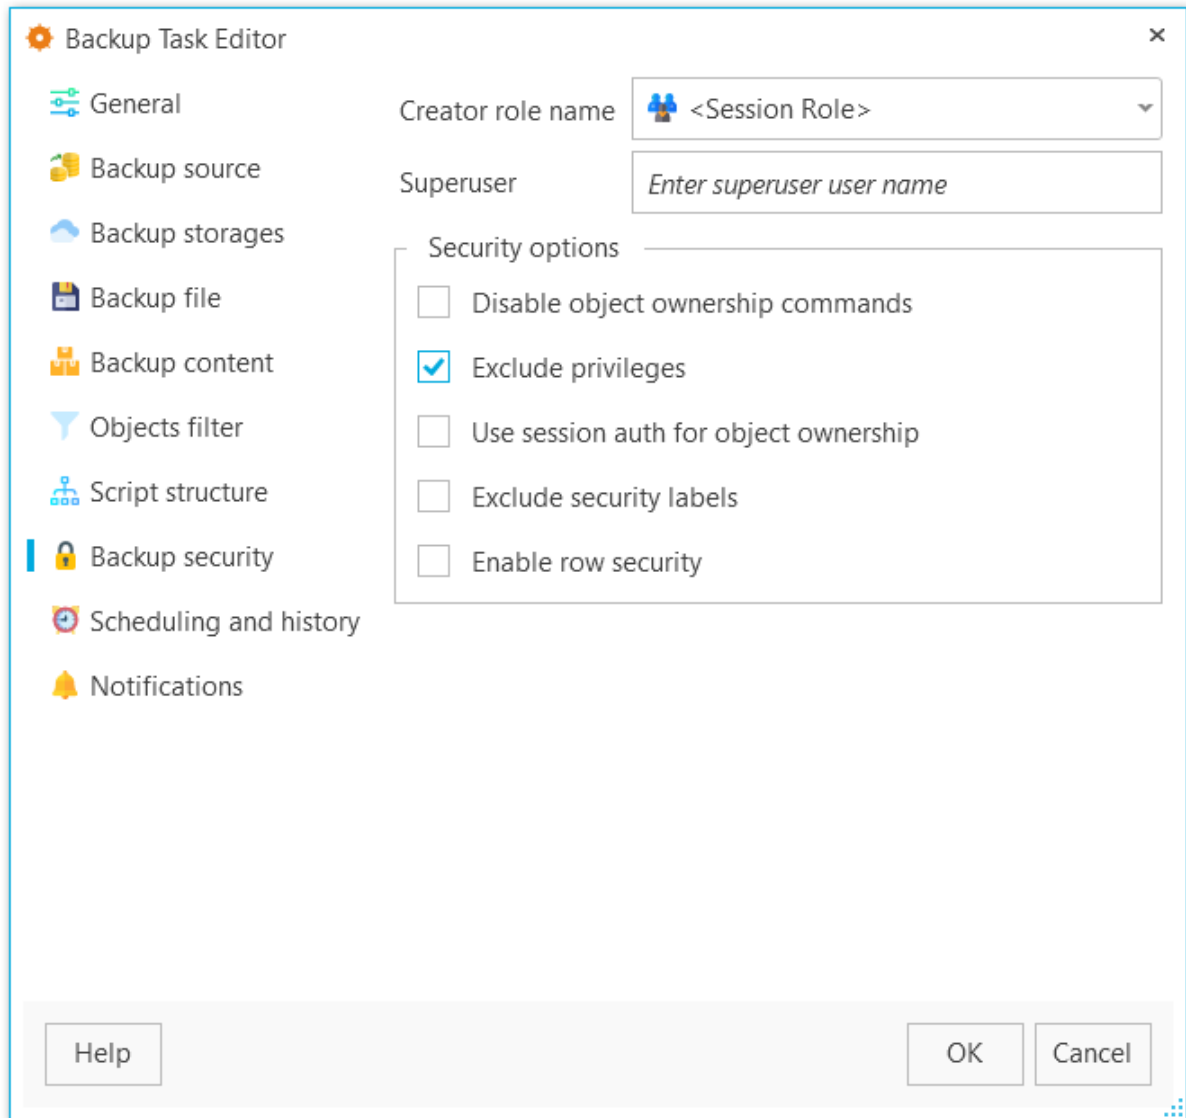 Backup Task Editor
General
Backup source
Backup storages
Backup file
Backup content
Objects filter
Script structure
Backup security
Scheduling and history
Notifications
Creator role name
<Session Role>
Superuser
Enter superuser user name
Security options
Disable object ownership commands
Exclude privileges
Use session auth for object ownership
Exclude security labels
Enable row security
Help
OK
Cancel